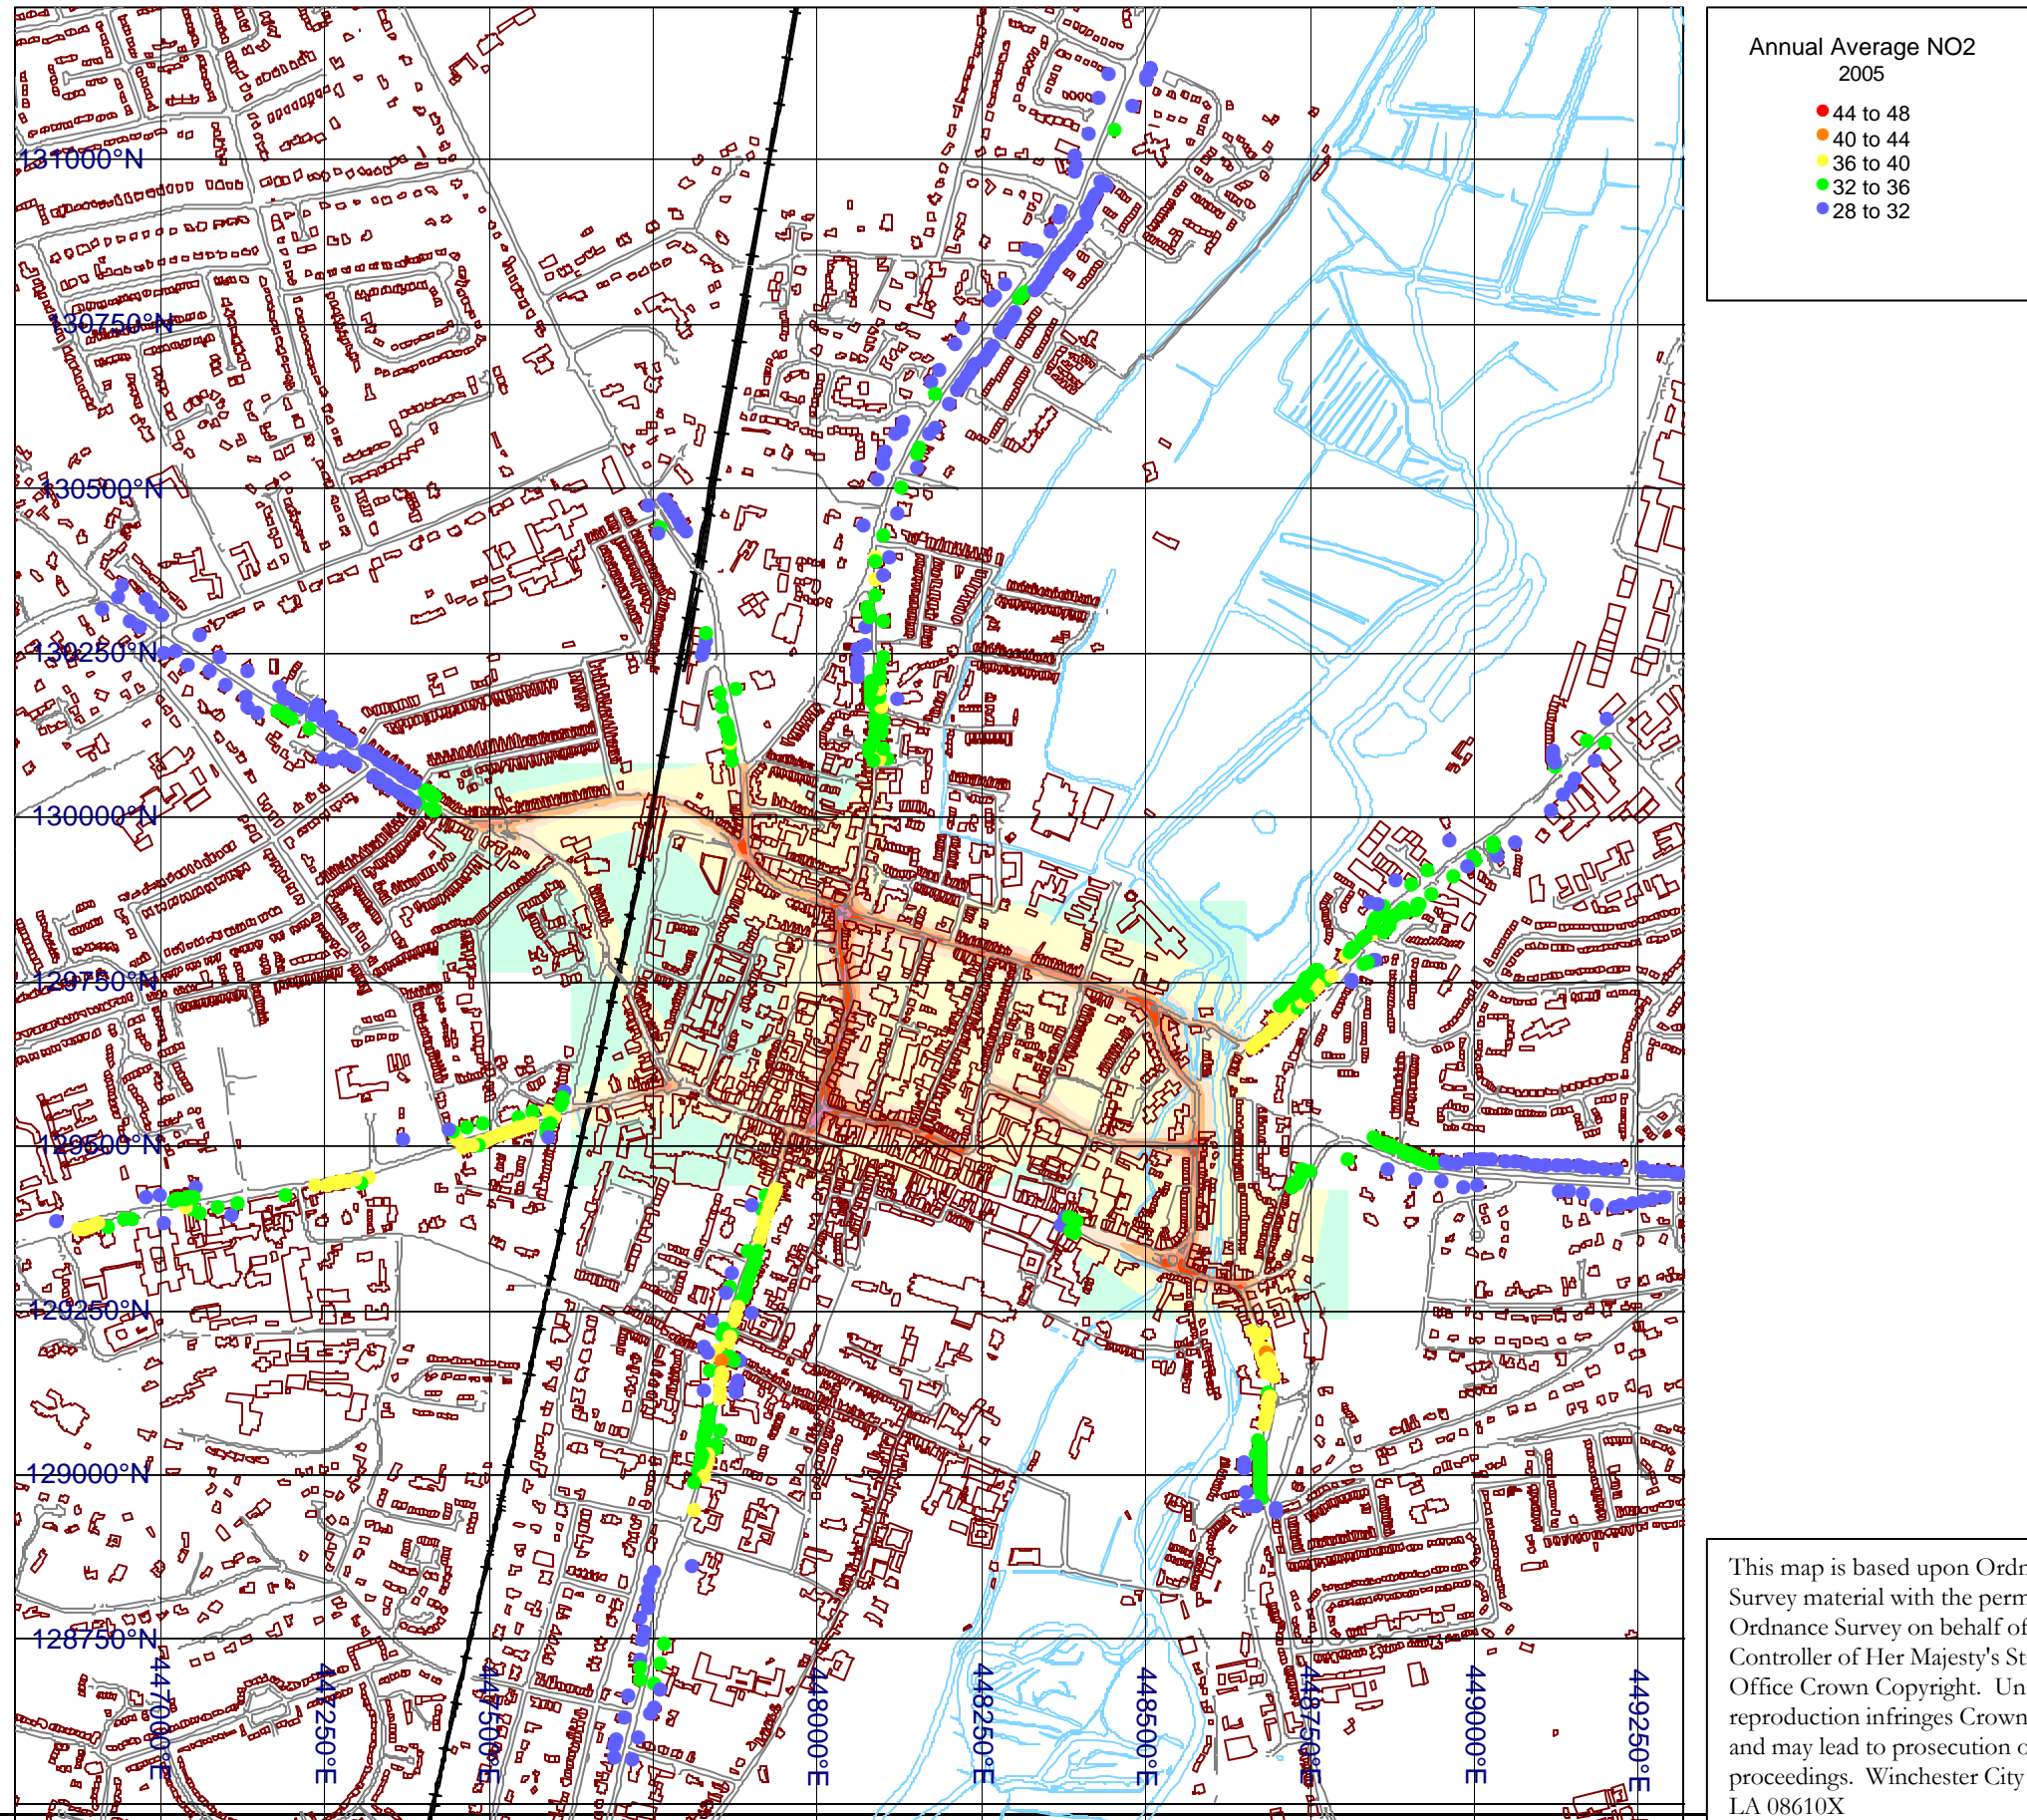 Annual Average NO2
2005
44 to 48
40 to 44
36 to 40
32 to 36
28 to 32
131000°N
130750°N
130500°N
130250°N
130000°N
129750°N
129500°N
129250°N
129000°N
128750°N
447000°E
447250°E
447500°E
448000°E
448250°E
448500°E
448750°E
449000°E
449250°E
This map is based upon Ordn
Survey material with the perm
Ordnance Survey on behalf of
Controller of Her Majesty's St
Office Crown Copyright. Un
reproduction infringes Crown
and may lead to prosecution o
proceedings. Winchester City
LA 08610X